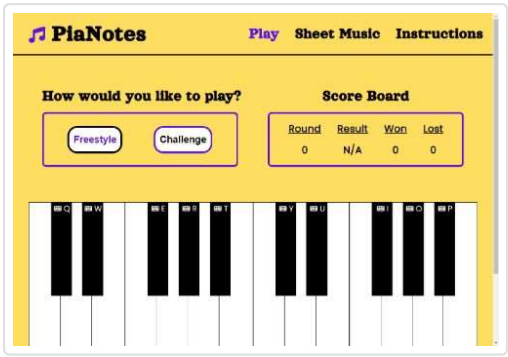 PiaNotes
Play Sheet Music Instructions
How would you like to play?
Freestyle Challenge
Score Board
Round Result Won Lost
0 N/A 0 0
Q W E R T Y U I O P